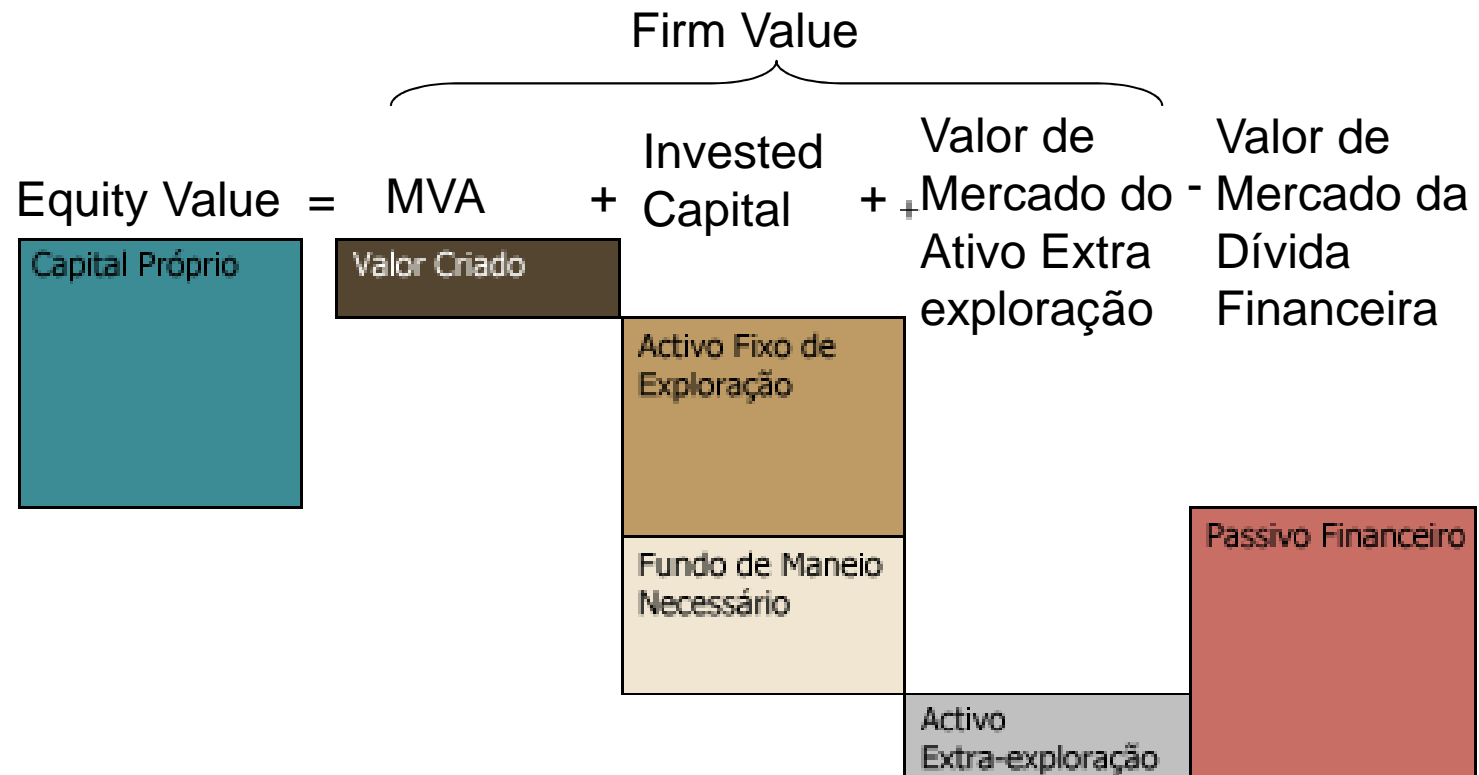 Firm Value
Equity Value = MVA + Invested Capital + + Valor de Mercado do Ativo Extra exploração - Valor de Mercado da Dívida Financeira
Capital Próprio
Valor Criado
Activo Fixo de
Exploração
Fundo de Maneio
Necessário
Activo
Extra-exploração
Passivo Financeiro